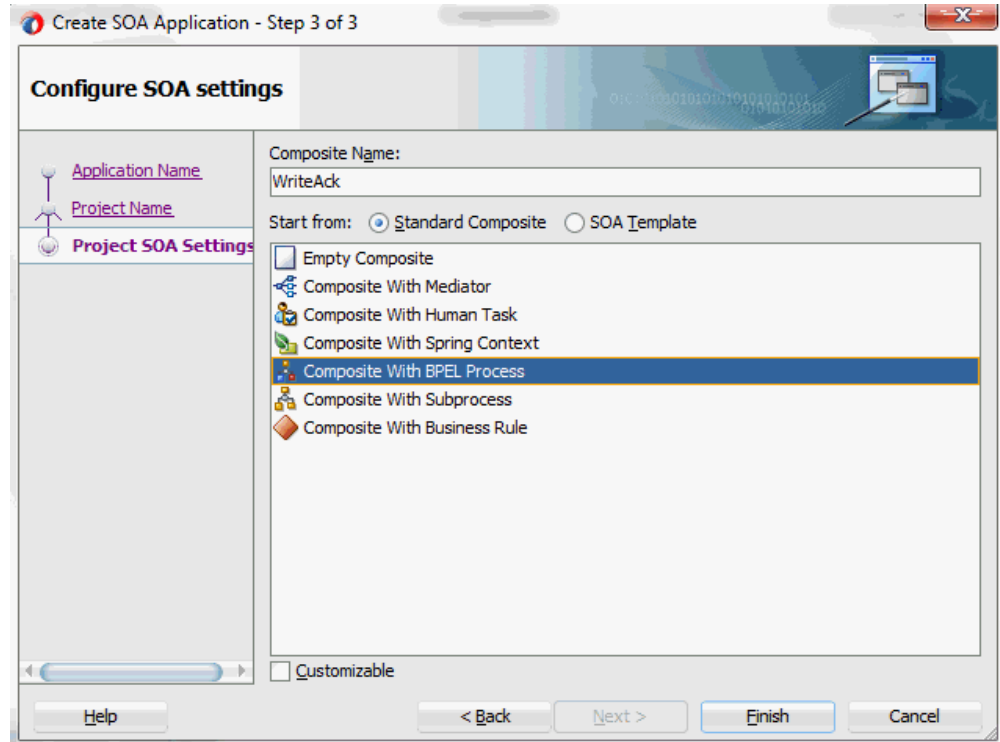 Create SOA Application - Step 3 of 3
Configure SOA settings
Application Name
Project Name
Project SOA Settings
Composite Name:
WriteAck
Start from: Standard Composite SOA Template
Empty Composite
Composite With Mediator
Composite With Human Task
Composite With Spring Context
Composite With BPEL Process
Composite With Subprocess
Composite With Business Rule
Customizable
Help < Back Next > Finish Cancel